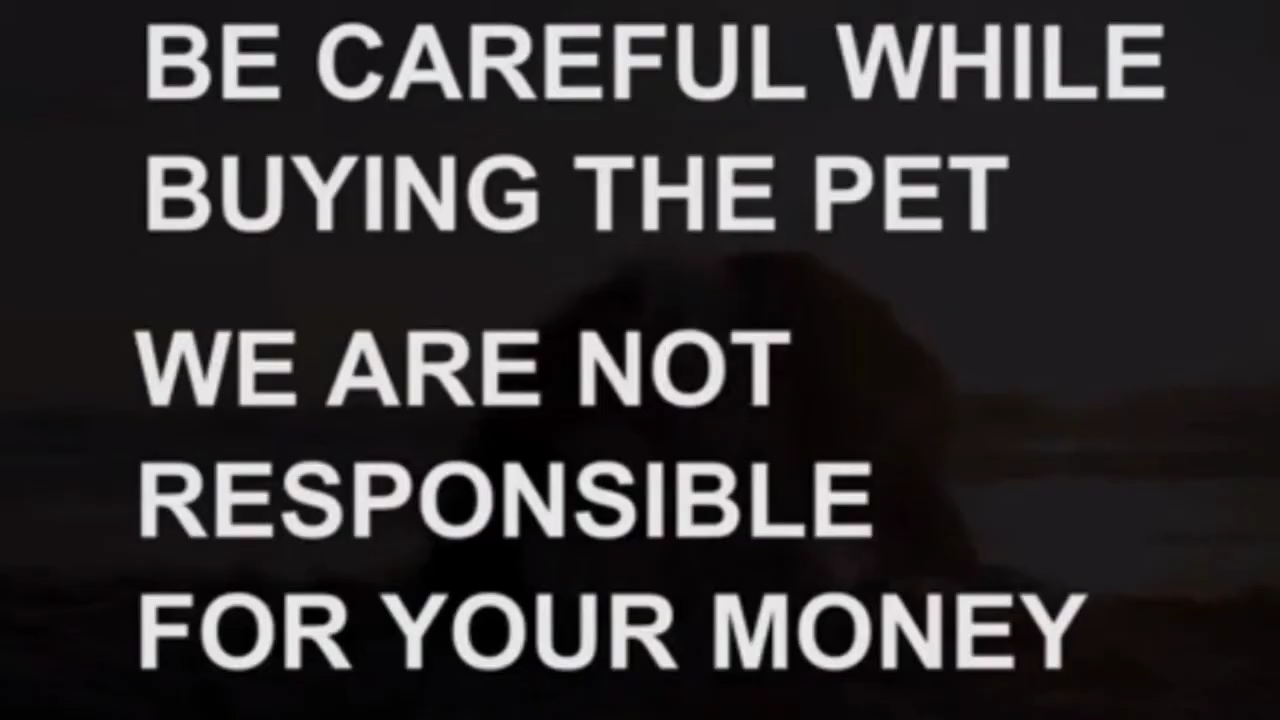 BE CAREFUL WHILE
BUYING THE PET
WE ARE NOT
RESPONSIBLE
FOR YOUR MONEY